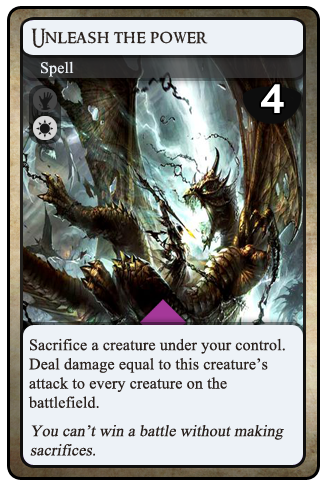 Unleash the power
Spell
4
Sacrifice a creature under your control.
Deal damage equal to this creature's
attack to every creature on the
battlefield.
You can't win a battle without making
sacrifices.